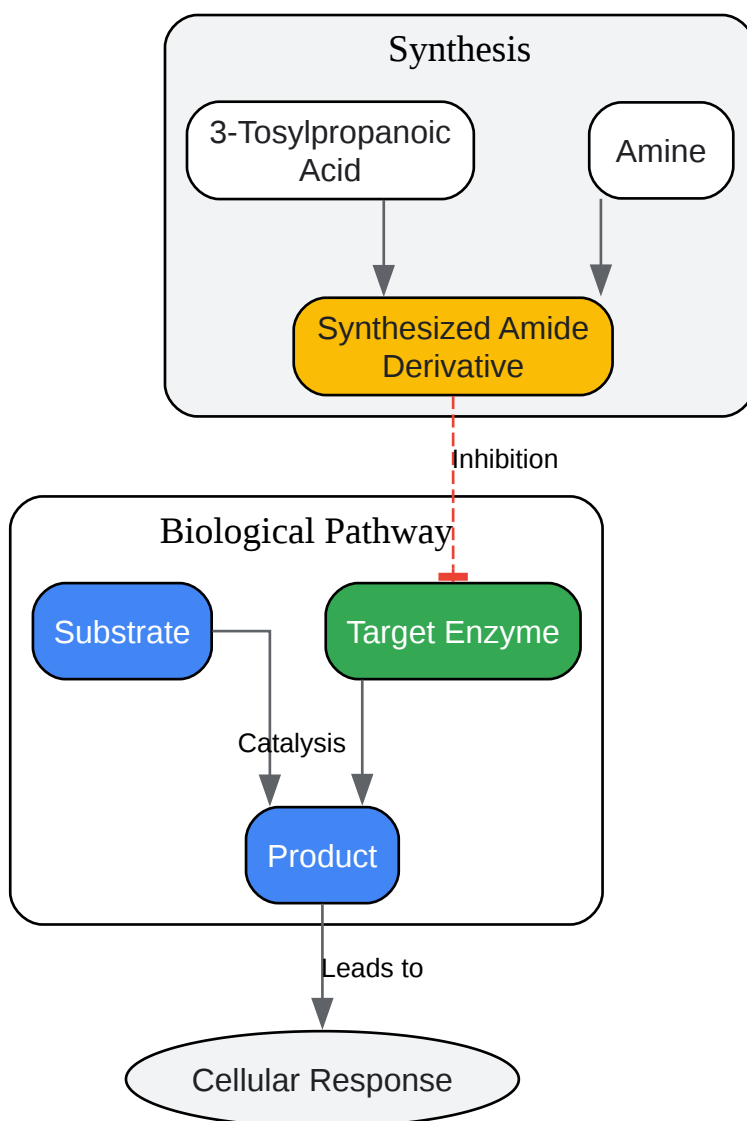 Synthesis
3-Tosylpropanoic
Acid
Amine
Synthesized Amide
Derivative
Inhibition
Biological Pathway
Substrate
Target Enzyme
Catalysis
Product
Leads to
Cellular Response